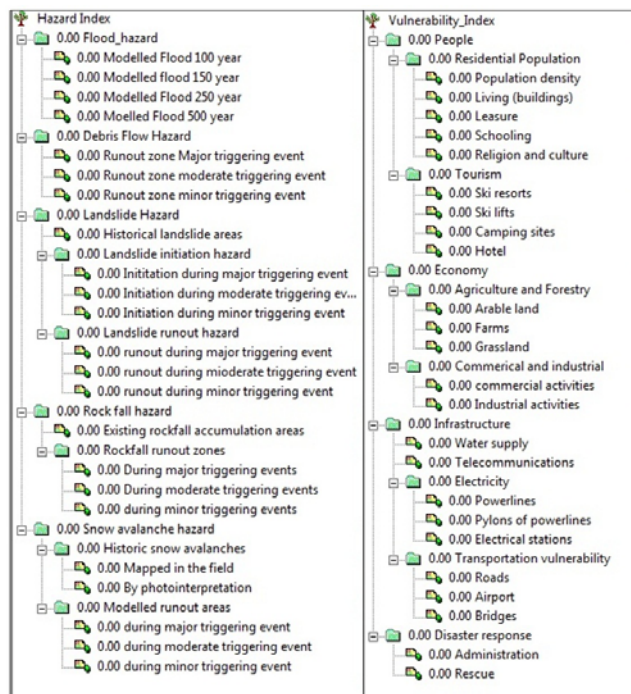 Hazard Index
0.00 Flood_hazard
0.00 Modelled Flood 100 year
0.00 Modelled flood 150 year
0.00 Modelled Flood 250 year
0.00 Moelled Flood 500 year
0.00 Debris Flow Hazard
0.00 Runout zone Major triggering event
0.00 Runout zone moderate triggering event
0.00 Runout zone minor triggering event
0.00 Landslide Hazard
0.00 Historical landslide areas
0.00 Landslide initiation hazard
0.00 Inititation during major triggering event
0.00 Initiation during moderate triggering ev...
0.00 Initiation during minor triggering event
0.00 Landslide runout hazard
0.00 runout during major triggering event
0.00 runout during mioderate triggering event
0.00 runout during minor triggering event
0.00 Rock fall hazard
0.00 Existing rockfall accumulation areas
0.00 Rockfall runout zones
0.00 During major triggering events
0.00 During moderate triggering events
0.00 during minor triggering events
0.00 Snow avalanche hazard
0.00 Historic snow avalanches
0.00 Mapped in the field
0.00 By photointerpretation
0.00 Modelled runout areas
0.00 during major triggering event
0.00 during moderate triggering event
0.00 during minor triggering event
Vulnerability_Index
0.00 People
0.00 Residential Population
0.00 Population density
0.00 Living (buildings)
0.00 Leasure
0.00 Schooling
0.00 Religion and culture
0.00 Tourism
0.00 Ski resorts
0.00 Ski lifts
0.00 Camping sites
0.00 Hotel
0.00 Economy
0.00 Agriculture and Forestry
0.00 Arable land
0.00 Farms
0.00 Grassland
0.00 Commerical and industrial
0.00 commercial activities
0.00 Industrial activities
0.00 Infrastructure
0.00 Water supply
0.00 Telecommunications
0.00 Electricity
0.00 Powerlines
0.00 Pylons of powerlines
0.00 Electrical stations
0.00 Transportation vulnerability
0.00 Roads
0.00 Airport
0.00 Bridges
0.00 Disaster response
0.00 Administration
0.00 Rescue